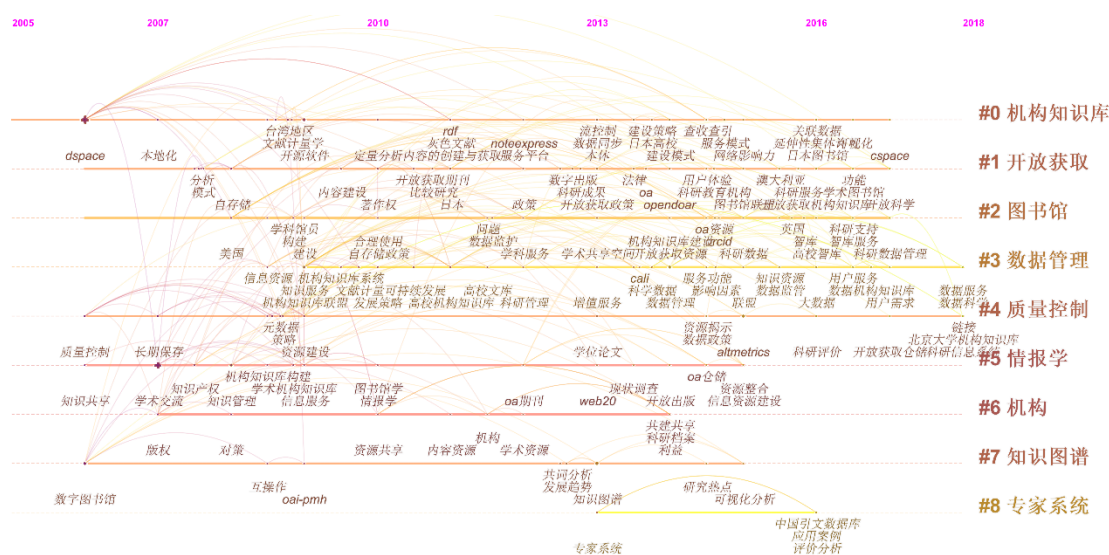 2005 2007 2010 2013 2016 2018
#0 机构知识库
台湾地区 rdf 流控制 建设策略 查收查引 关联数据
文献计量学 灰色文献 noteexpress 数据同步 日本高校 服务模式 延伸性集体
dspace 本地化 开源软件 定量分析 内容的创建与获取 服务平台 本体 建设模式 网络影响力 日本图书馆 cspace
#1 开放获取
分析 开放获取期刊 数字出版 法律 用户体验 澳大利亚 功能
模式 内容建设 比较研究 科研成果 oa 科研教育机构 科研服务 学术图书馆
自存储 著作权 日本 政策 开放获取政策 opendoar 图书馆联盟 开放获取机构知识库 开放科学
#2 图书馆
学科馆员 问题 oa资源 英国 科研支持
构建 合理使用 数据监护 机构知识库建设 orcid 智库 智库服务
美国 建设 自存储政策 学科服务 学术共享空间 开放获取资源 科研数据 高校智库 科研数据管理
#3 数据管理
信息资源 机构知识库系统 cali 服务功能 知识资源 用户服务
知识服务 文献计量 可持续发展 高校文库 科学数据 影响因素 数据监管 数据机构知识库 数据服务
机构知识库联盟 发展策略 高校机构知识库 科研管理 增值服务 数据管理 联盟 大数据 用户需求 数据科学
#4 质量控制
元数据 资源揭示 链接
策略 数据政策 北京大学机构知识库
质量控制 长期保存 资源建设 学位论文 altmetrics 科研评价 开放获取仓储 科研信息系统
#5 情报学
机构知识库构建 oa仓储
知识产权 学术机构知识库 图书馆学 现状调查 资源整合
知识共享 学术交流 知识管理 信息服务 情报学 oa期刊 web20 开放出版 信息资源建设
#6 机构
共建共享
机构 科研档案
版权 对策 资源共享 内容资源 学术资源 利益
#7 知识图谱
共词分析
互操作 发展趋势 研究热点
数字图书馆 oai-pmh 知识图谱 可视化分析
#8 专家系统
中国引文数据库
应用案例
专家系统 评价分析